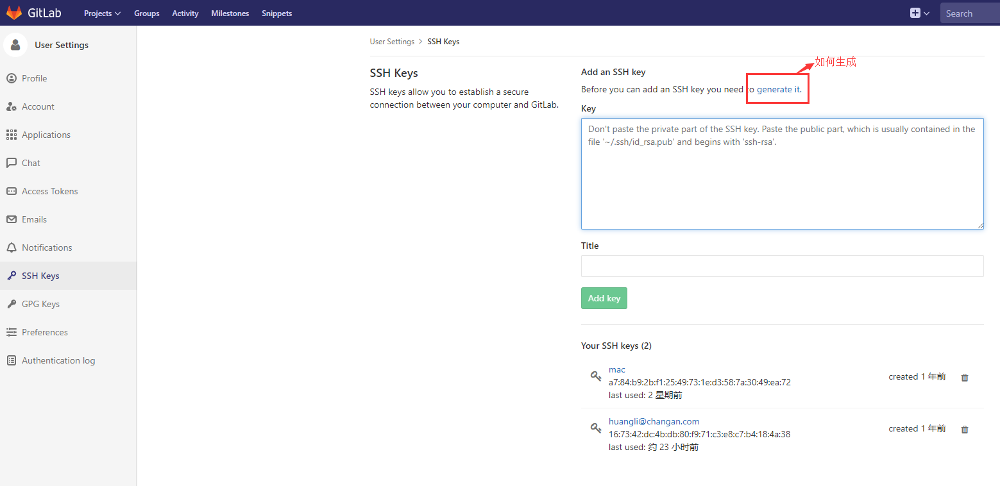 GitLab Projects Groups Activity Milestones Snippets Search
User Settings
Profile
Account
Applications
Chat
Access Tokens
Emails
Notifications
SSH Keys
GPG Keys
Preferences
Authentication log
User Settings > SSH Keys
SSH Keys
SSH keys allow you to establish a secure
connection between your computer and GitLab.
Add an SSH key
如何生成
Before you can add an SSH key you need to generate it.
Key
Don't paste the private part of the SSH key. Paste the public part, which is usually contained in the
file '~/.ssh/id_rsa.pub' and begins with 'ssh-rsa'.
Title
Add key
Your SSH keys (2)
mac
a7:84:b9:2b:f1:25:49:73:1e:d3:58:7a:30:49:ea:72
last used: 2 星期前
created 1 年前
huangli@changan.com
16:73:42:dc:4b:db:80:f9:71:c3:e8:c7:b4:18:4a:38
last used: 约 23 小时前
created 1 年前